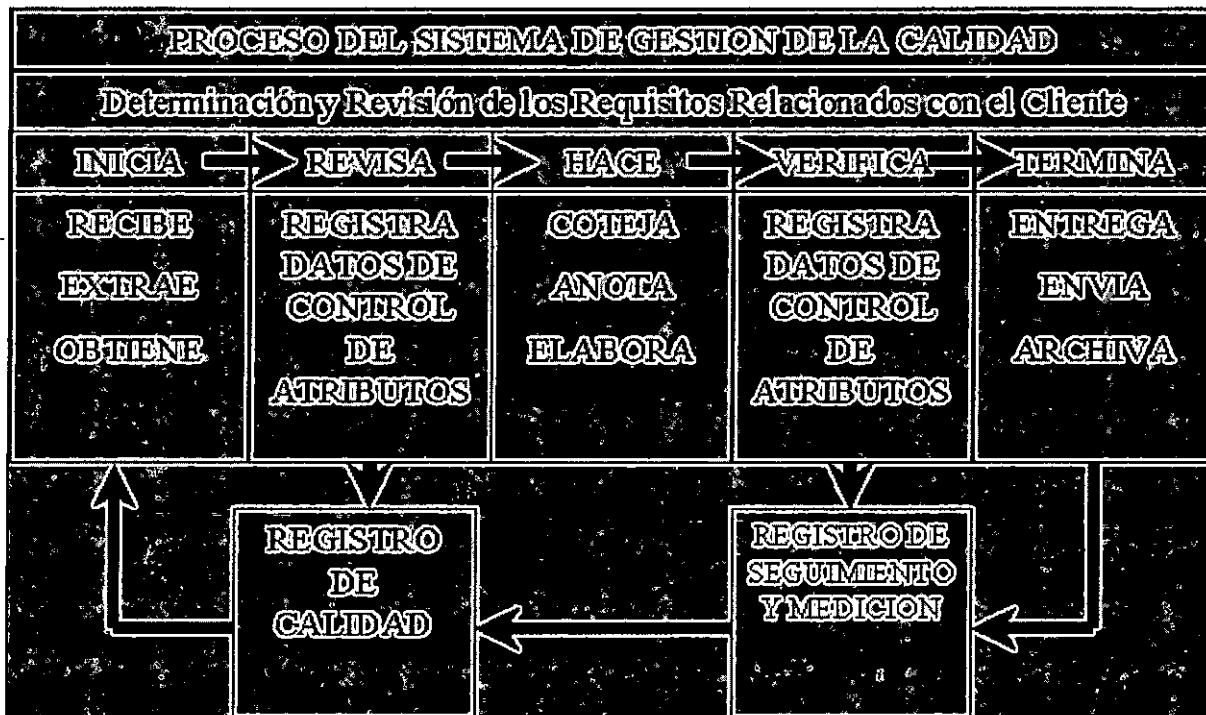 PROCESO DEL SISTEMA DE GESTION DE LA CALIDAD
Determinación y Revisión de los Requisitos Relacionados con el Cliente
INICIA
REVISA
HACE
VERIFICA
TERMINA
RECIBE
EXTRAE
OBTIENE
REGISTRA
DATOS DE
CONTROL
DE
ATRIBUTOS
COTEJA
ANOTA
ELABORA
REGISTRA
DATOS DE
CONTROL
DE
ATRIBUTOS
ENTREGA
ENVIA
ARCHIVA
REGISTRO
DE
CALIDAD
REGISTRO DE
SEGUIMIENTO
Y MEDICION